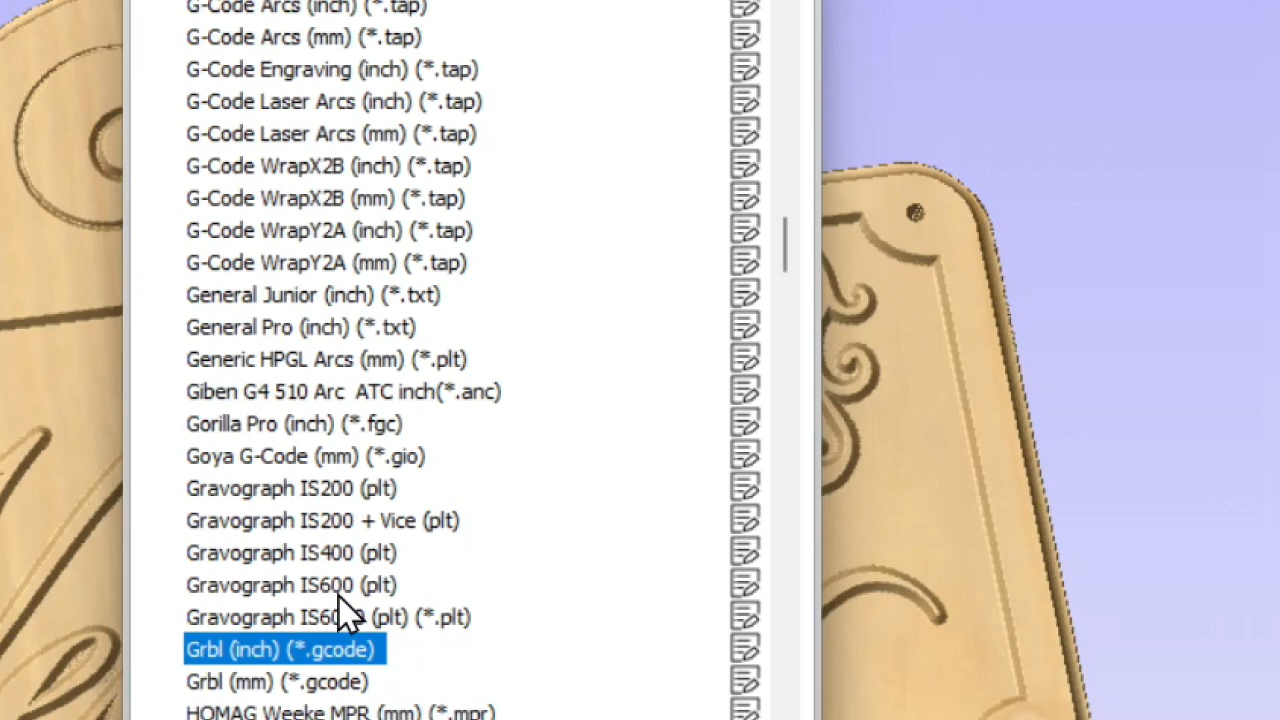 G-Code Arcs (inch) (*.tap)
G-Code Arcs (mm) (*.tap)
G-Code Engraving (inch) (*.tap)
G-Code Laser Arcs (inch) (*.tap)
G-Code Laser Arcs (mm) (*.tap)
G-Code WrapX2B (inch) (*.tap)
G-Code WrapX2B (mm) (*.tap)
G-Code WrapY2A (inch) (*.tap)
G-Code WrapY2A (mm) (*.tap)
General Junior (inch) (*.txt)
General Pro (inch) (*.txt)
Generic HPGL Arcs (mm) (*.plt)
Giben G4 510 Arc  ATC inch(*.anc)
Gorilla Pro (inch) (*.fgc)
Goya G-Code (mm) (*.gio)
Gravograph IS200 (plt)
Gravograph IS200 + Vice (plt)
Gravograph IS400 (plt)
Gravograph IS600 (plt)
Gravograph (plt) (*.plt)
Grbl (inch) (*.gcode)
Grbl (mm) (*.gcode)
HOMAG Weeke MPR (mm) (*.mpr)